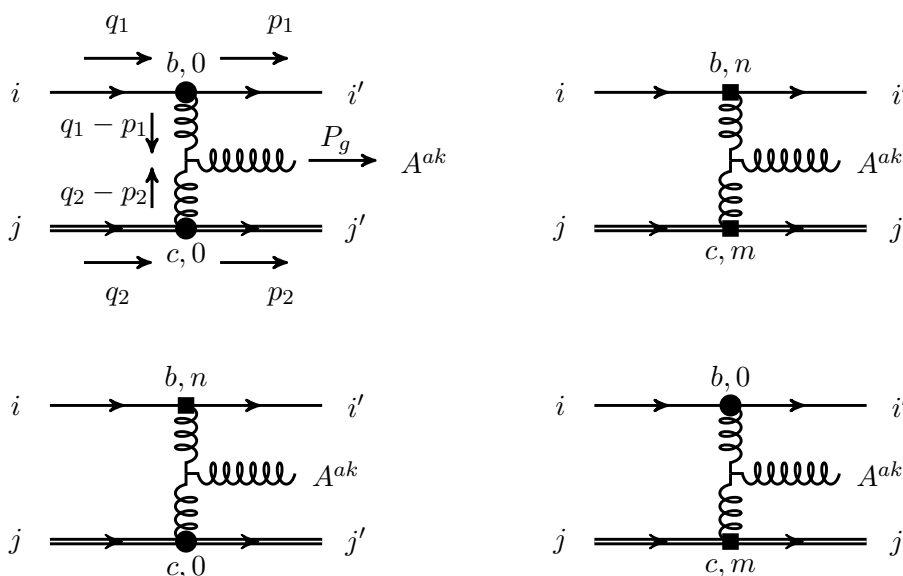 q₁ p₁
b, 0 b, n
i i′ i i′
q₁ − p₁ P_g
A^{ak} A^{ak}
q₂ − p₂
j j′ j j
c, 0 c, m
q₂ p₂
b, n b, 0
i i′ i i′
A^{ak} A^{ak}
j j′ j j
c, 0 c, m